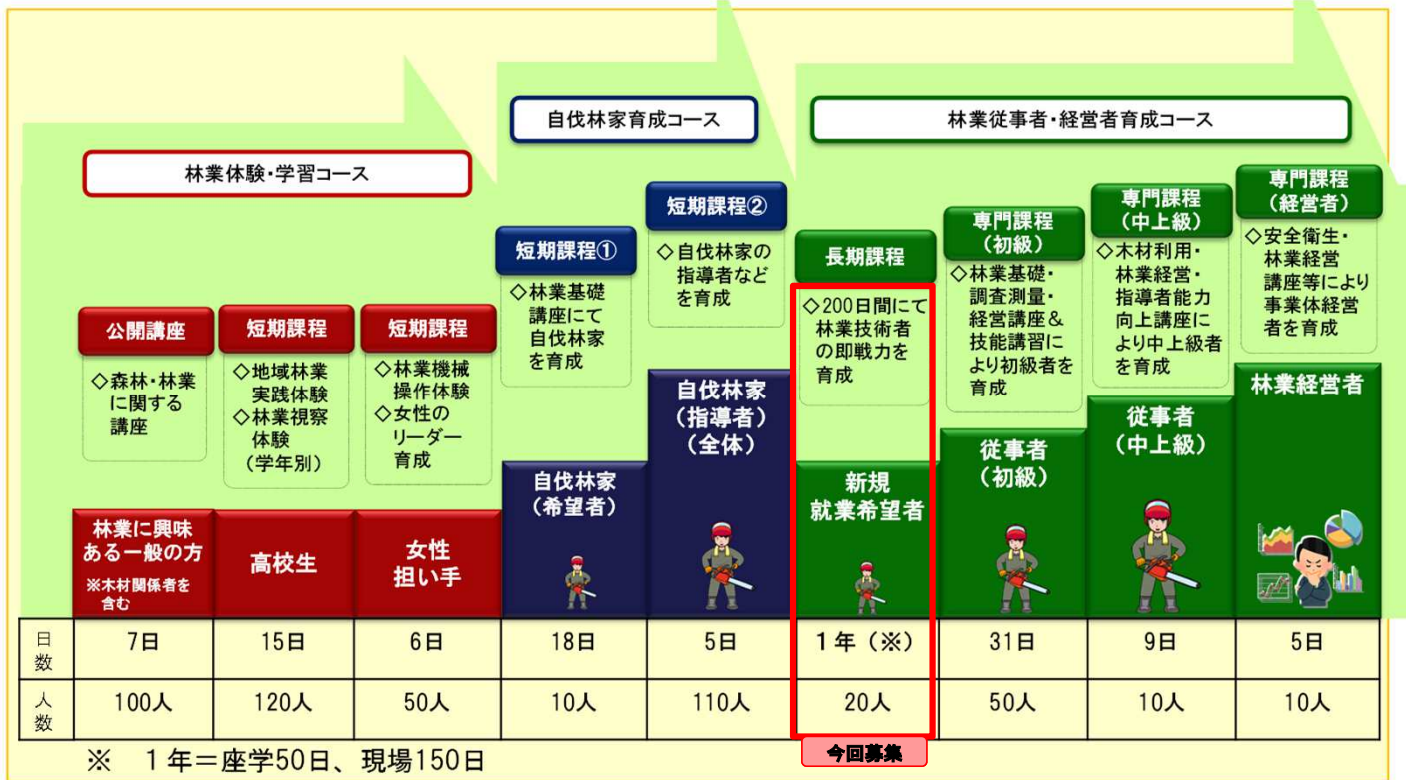 林業体験・学習コース
自伐林家育成コース
林業従事者・経営者育成コース
公開講座
◇森林・林業
に関する
講座
林業に興味
ある一般の方
※木材関係者を
含む
短期課程
◇地域林業
実践体験
◇林業視察
体験
(学年別)
高校生
短期課程
◇林業機械
操作体験
◇女性の
リーダー
育成
女性
担い手
短期課程①
◇林業基礎
講座にて
自伐林家
を育成
自伐林家
(希望者)
短期課程②
◇自伐林家の
指導者など
を育成
自伐林家
(指導者)
(全体)
長期課程
◇200日間にて
林業技術者
の即戦力を
育成
新規
就業希望者
専門課程
(初級)
◇林業基礎・
調査測量・
経営講座&
技能講習に
より初級者を
育成
従事者
(初級)
専門課程
(中上級)
◇木材利用・
林業経営・
指導者能力
向上講座に
より中上級者
を育成
従事者
(中上級)
専門課程
(経営者)
◇安全衛生・
林業経営
講座等により
事業体経営
者を育成
林業経営者
日数 7日 15日 6日 18日 5日 1年(※) 31日 9日 5日
人数 100人 120人 50人 10人 110人 20人 50人 10人 10人
今回募集
※ 1年=座学50日、現場150日